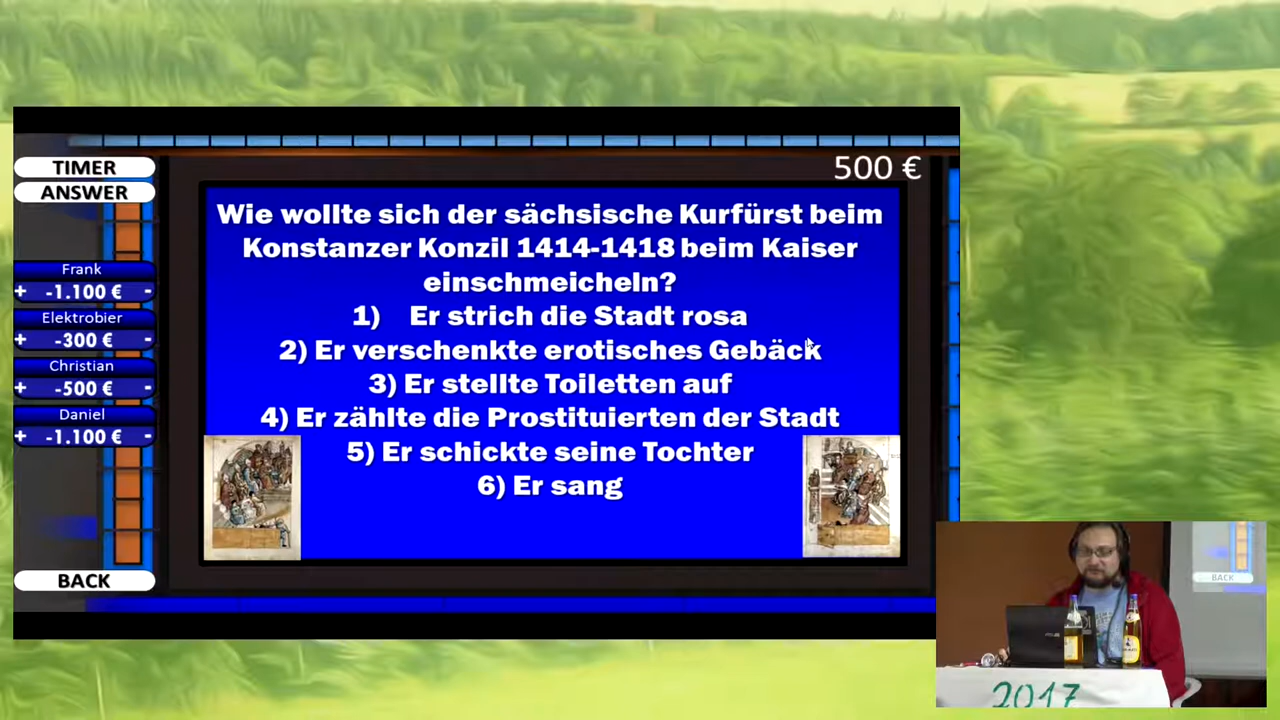 500 €
TIMER
ANSWER
Wie wollte sich der sächsische Kurfürst beim
Konstanzer Konzil 1414-1418 beim Kaiser
einschmeicheln?
1) Er strich die Stadt rosa
2) Er verschenkte erotisches Gebäck
3) Er stellte Toiletten auf
4) Er zählte die Prostituierten der Stadt
5) Er schickte seine Tochter
6) Er sang
Frank
+ -1.100 € -
Elektrobier
+ -300 € -
Christian
+ -500 € -
Daniel
+ -1.100 € -
BACK
BACK
2017